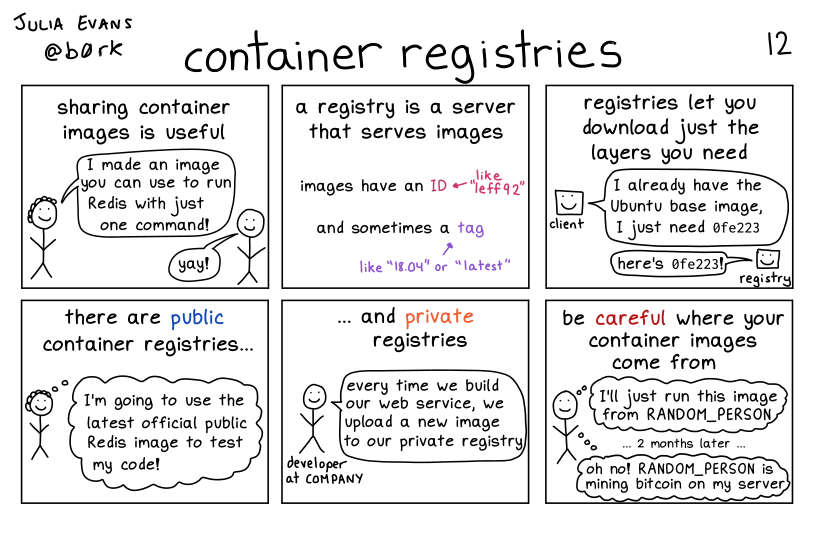 JULIA EVANS
@b0rk
container registries
12
sharing container
images is useful
I made an image
you can use to run
Redis with just
one command!
yay!
a registry is a server
that serves images
images have an ID ← "like
leff92"
and sometimes a tag
like "18.04" or "latest"
registries let you
download just the
layers you need
I already have the
Ubuntu base image,
I just need 0fe223
client
here's 0fe223!
registry
there are public
container registries...
I'm going to use the
latest official public
Redis image to test
my code!
... and private
registries
every time we build
our web service, we
upload a new image
to our private registry
developer
at COMPANY
be careful where your
container images
come from
I'll just run this image
from RANDOM_PERSON
... 2 months later ...
oh no! RANDOM_PERSON is
mining bitcoin on my server